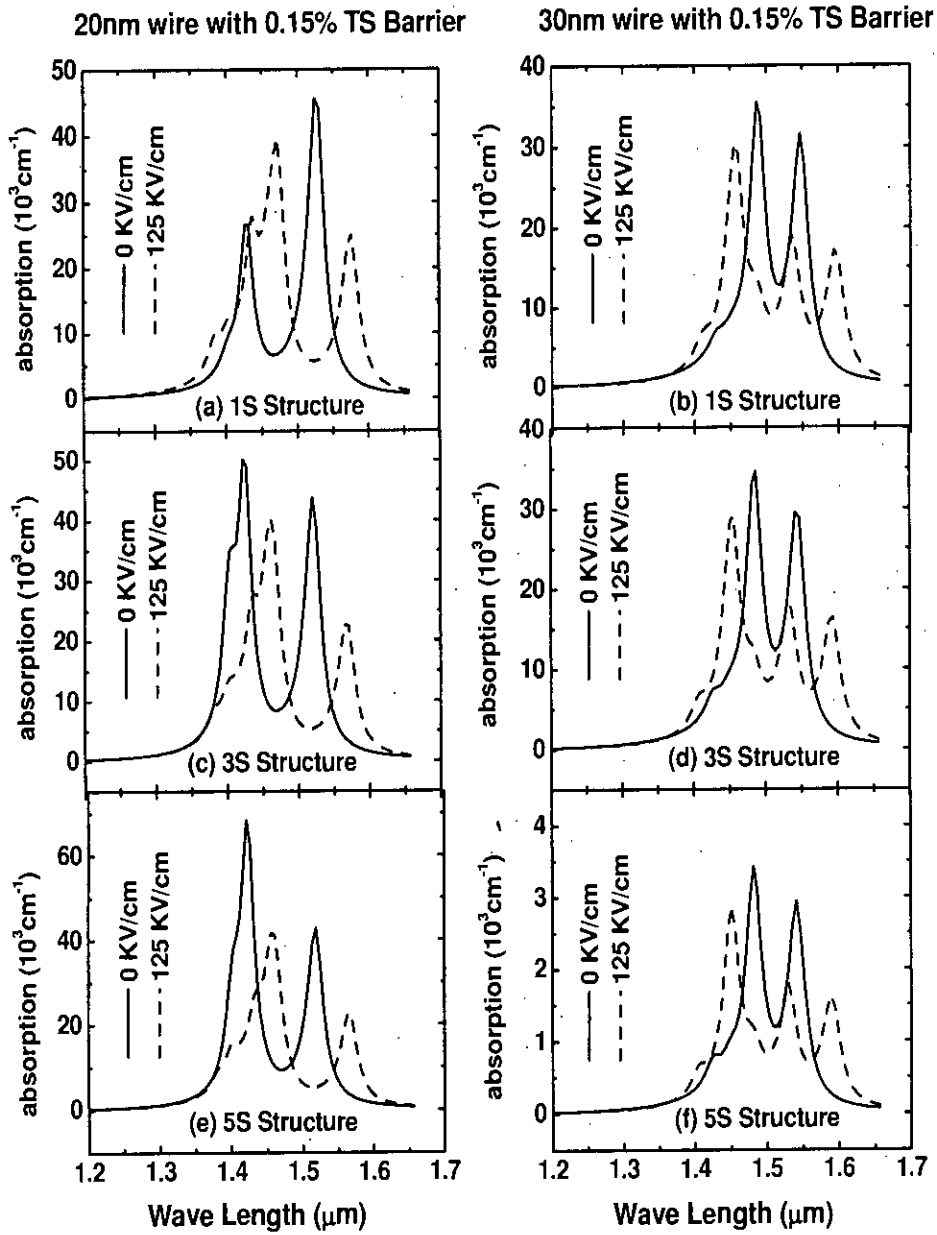 20nm wire with 0.15% TS Barrier
30nm wire with 0.15% TS Barrier
absorption (10³cm⁻¹)
50
40
30
20
10
0
0 KV/cm
125 KV/cm
(a) 1S Structure
absorption (10³cm⁻¹)
40
30
20
10
0
0 KV/cm
125 KV/cm
(b) 1S Structure
absorption (10³cm⁻¹)
50
40
30
20
10
0
0 KV/cm
125 KV/cm
(c) 3S Structure
absorption (10³cm⁻¹)
40
30
20
10
0
0 KV/cm
125 KV/cm
(d) 3S Structure
absorption (10³cm⁻¹)
60
40
20
0
0 KV/cm
125 KV/cm
(e) 5S Structure
1.2 1.3 1.4 1.5 1.6 1.7
Wave Length (μm)
absorption (10³cm⁻¹)
4
3
2
1
0
0 KV/cm
125 KV/cm
(f) 5S Structure
1.2 1.3 1.4 1.5 1.6 1.7
Wave Length (μm)